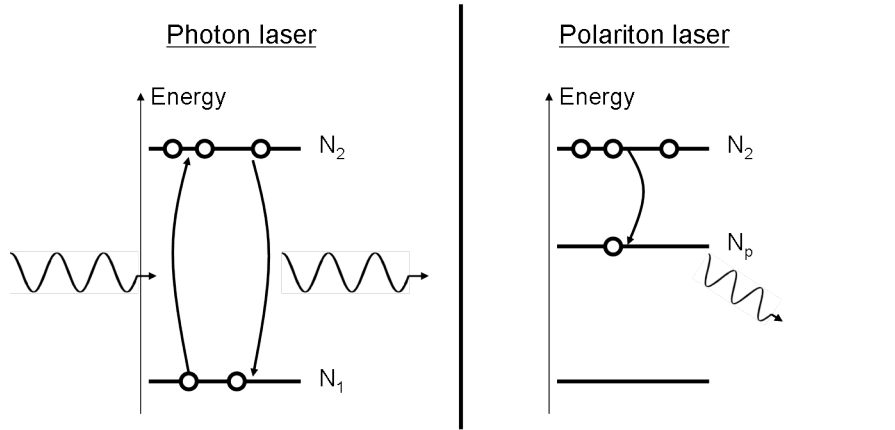 Photon laser
Energy
N₂
N₁
Polariton laser
Energy
N₂
Nₚ